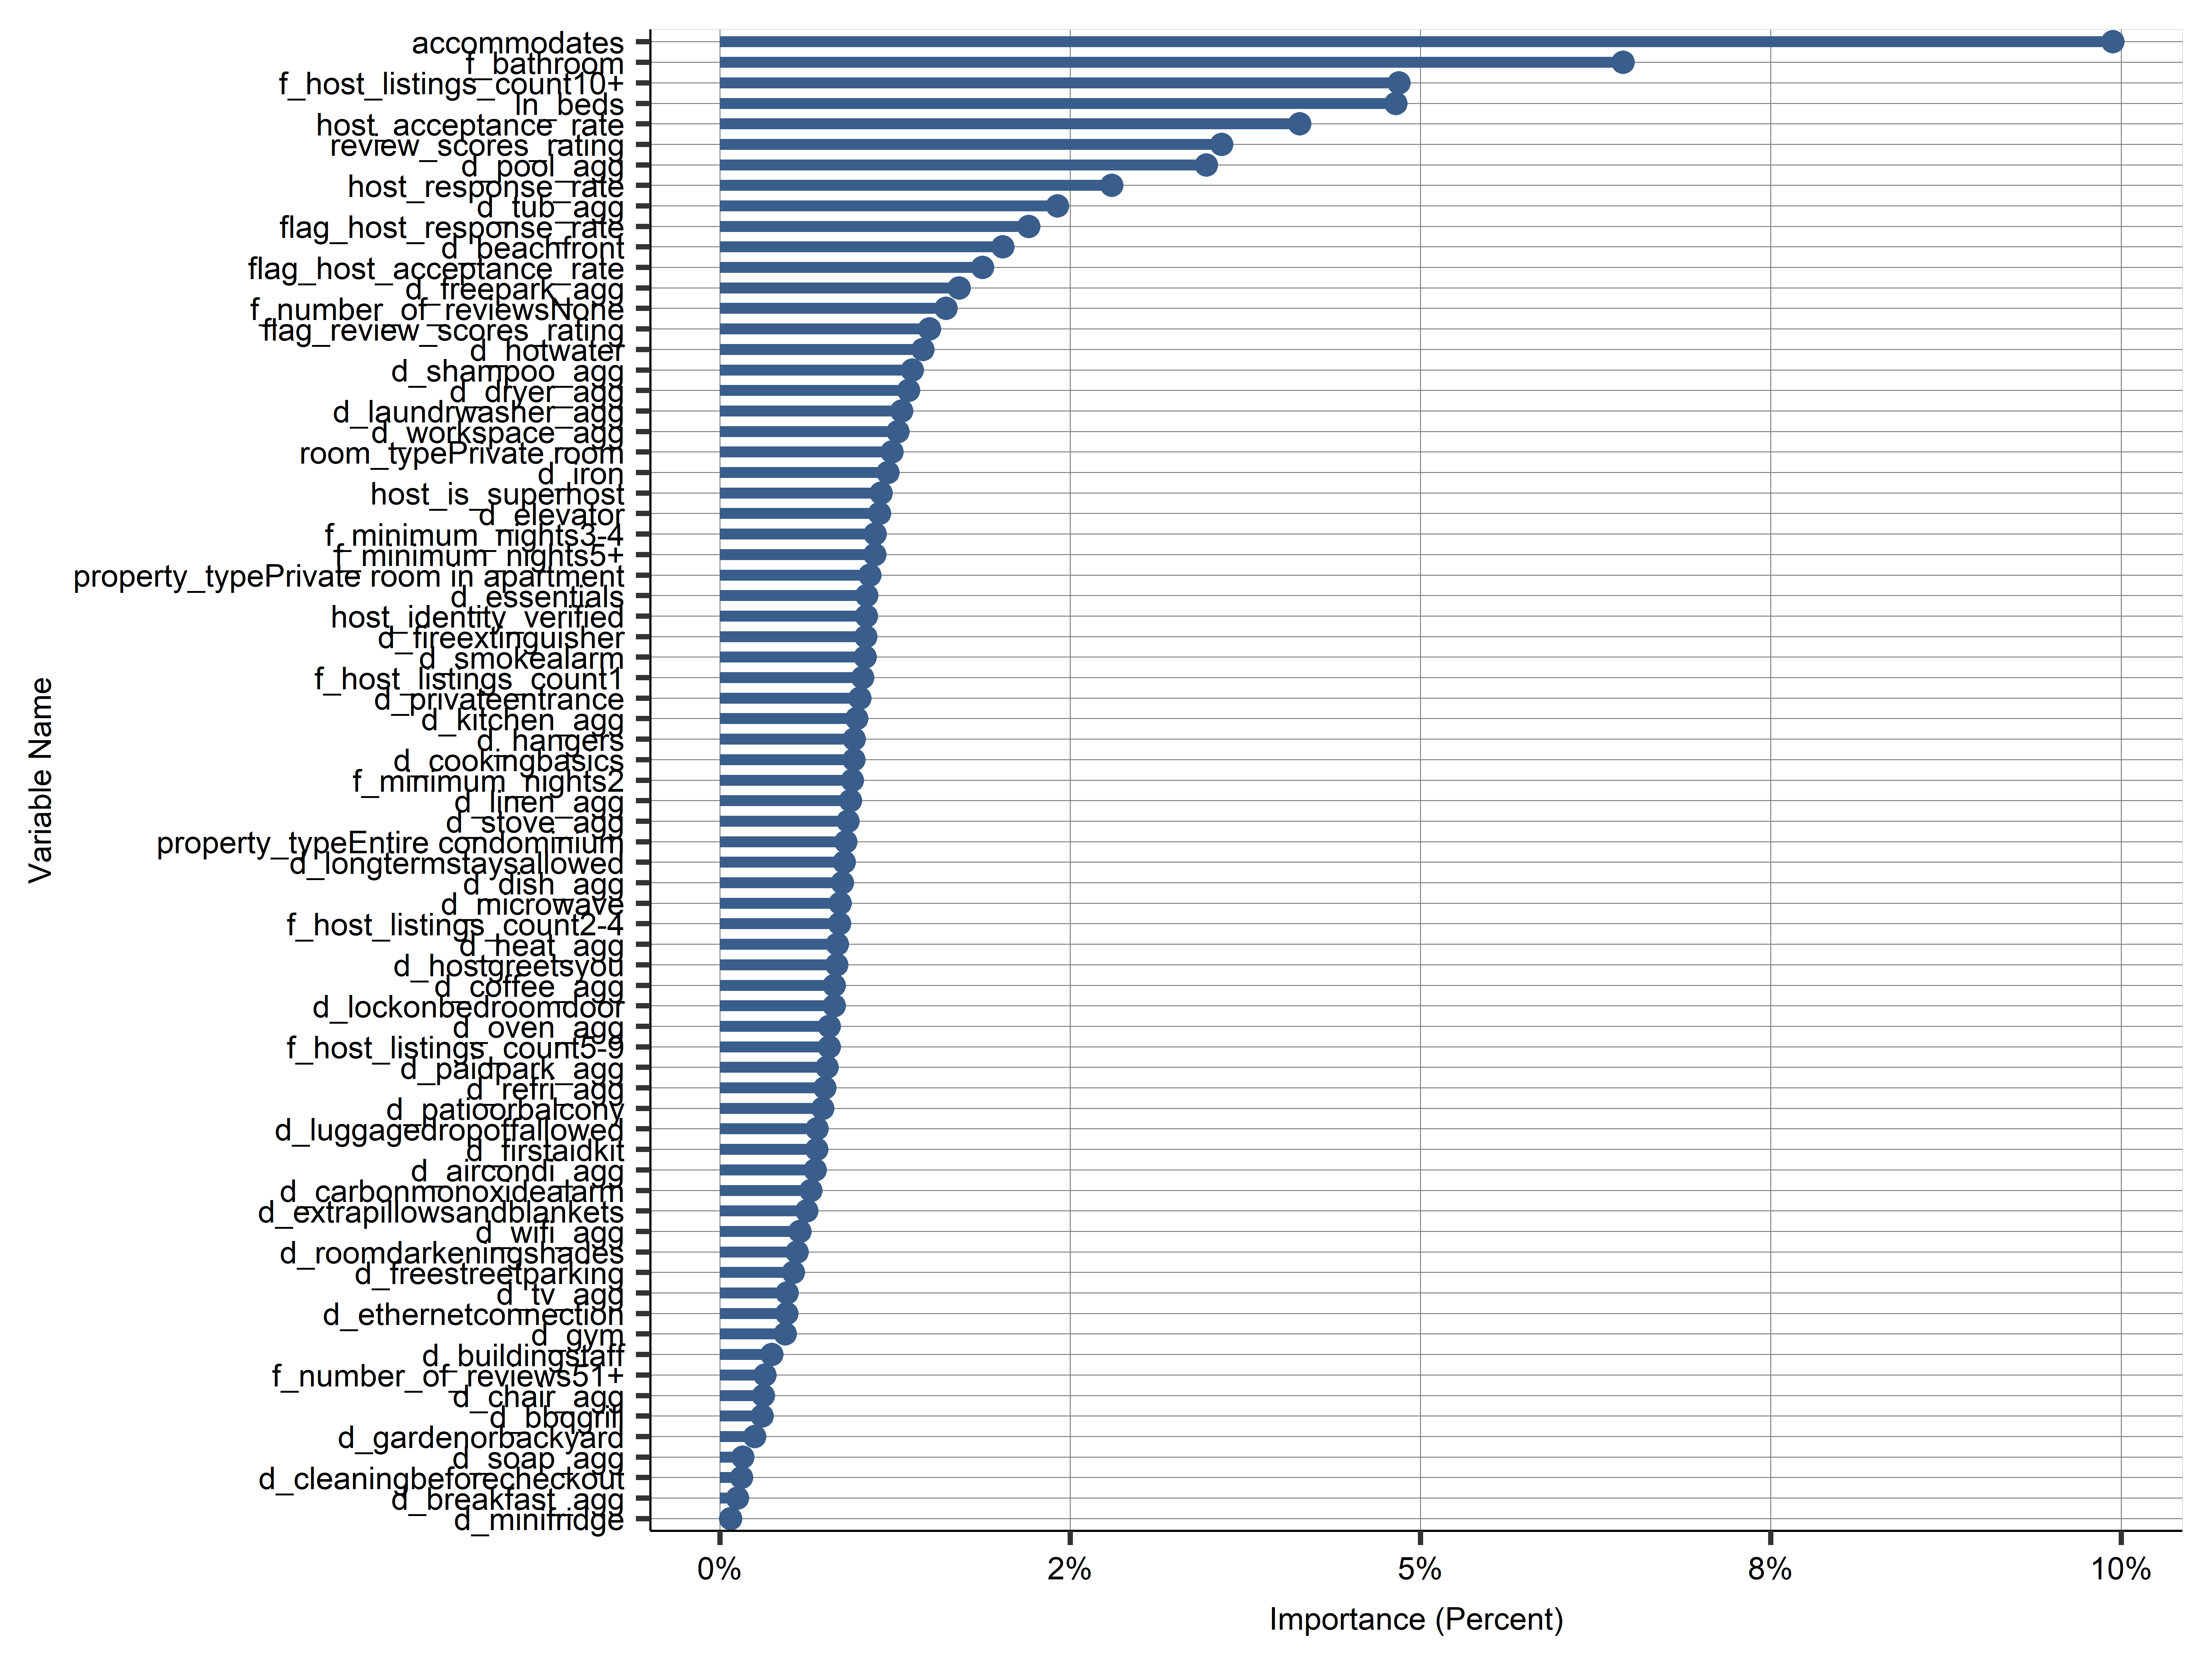 accommodates
f_bathroom
f_host_listings_count10+
ln_beds
host_acceptance_rate
review_scores_rating
d_pool_agg
host_response_rate
d_tub_agg
flag_host_response_rate
d_beachfront
flag_host_acceptance_rate
d_freepark_agg
f_number_of_reviewsNone
flag_review_scores_rating
d_hotwater
d_shampoo_agg
d_dryer_agg
d_laundrwasher_agg
d_workspace_agg
room_typePrivate room
d_iron
host_is_superhost
d_elevator
f_minimum_nights3-4
f_minimum_nights5+
property_typePrivate room in apartment
d_essentials
host_identity_verified
d_fireextinguisher
d_smokealarm
f_host_listings_count1
d_privateentrance
d_kitchen_agg
d_hangers
d_cookingbasics
f_minimum_nights2
d_linen_agg
d_stove_agg
property_typeEntire condominium
d_longtermstaysallowed
d_dish_agg
d_microwave
f_host_listings_count2-4
d_heat_agg
d_hostgreetsyou
d_coffee_agg
d_lockonbedroomdoor
d_oven_agg
f_host_listings_count5-9
d_paidpark_agg
d_refri_agg
d_patioorbalcony
d_luggagedropoffallowed
d_firstaidkit
d_aircondi_agg
d_carbonmonoxidealarm
d_extrapillowsandblankets
d_wifi_agg
d_roomdarkeningshades
d_freestreetparking
d_tv_agg
d_ethernetconnection
d_gym
d_buildingstaff
f_number_of_reviews51+
d_chair_agg
d_bbqgrill
d_gardenorbackyard
d_soap_agg
d_cleaningbeforecheckout
d_breakfast_agg
d_minifridge
Variable Name
0% 2% 5% 8% 10%
Importance (Percent)